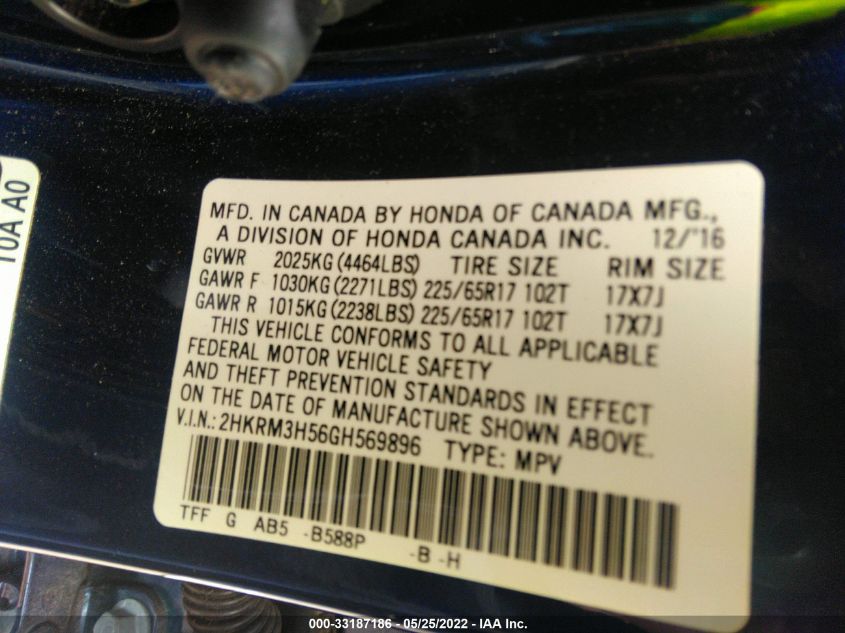 10A A0
MFD. IN CANADA BY HONDA OF CANADA MFG.,
A DIVISION OF HONDA CANADA INC. 12/'16
GVWR 2025KG(4464LBS) TIRE SIZE RIM SIZE
GAWR F 1030KG(2271LBS) 225/65R17 102T 17X7J
GAWR R 1015KG(2238LBS) 225/65R17 102T 17X7J
THIS VEHICLE CONFORMS TO ALL APPLICABLE
FEDERAL MOTOR VEHICLE SAFETY
AND THEFT PREVENTION STANDARDS IN EFFECT
ON THE DATE OF MANUFACTURE SHOWN ABOVE.
V.I.N.: 2HKRM3H56GH569896 TYPE: MPV
TFF G AB5 -B588P -B -H
000-33187186 - 05/25/2022 - IAA Inc.